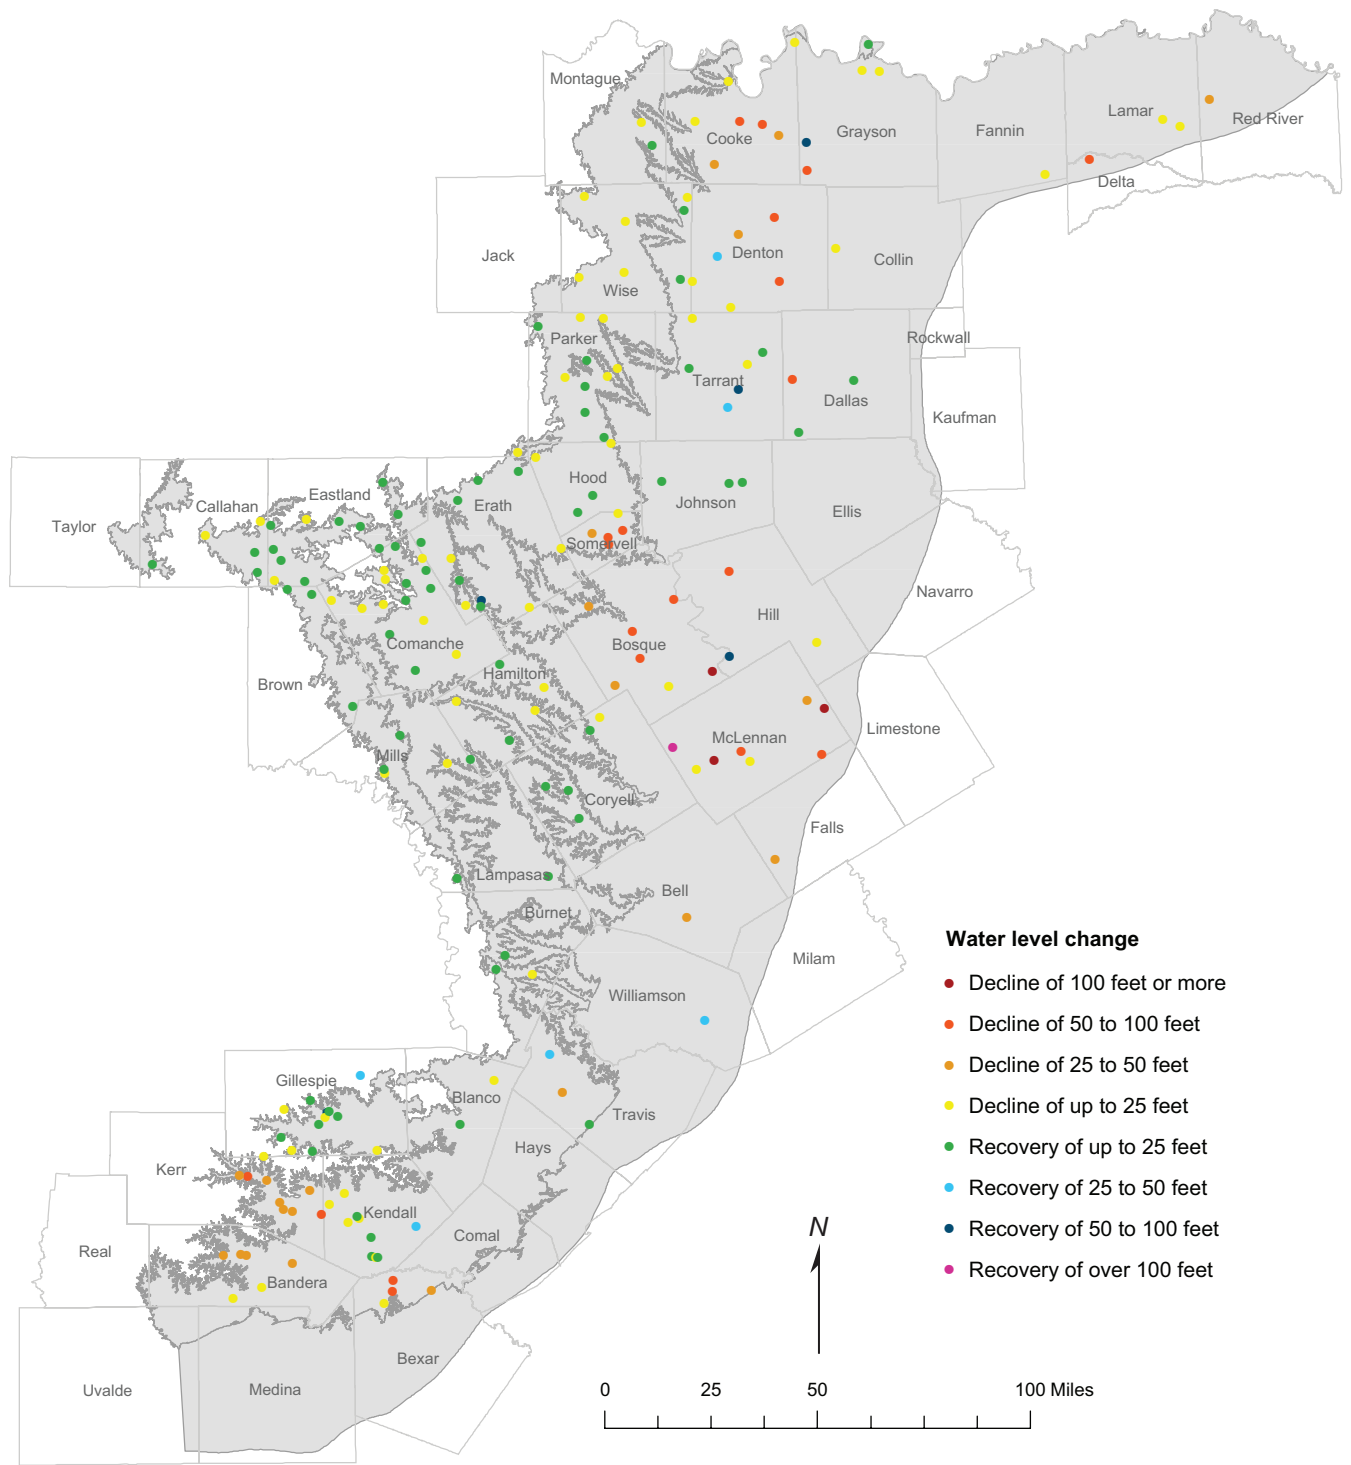 Montague
Cooke
Grayson
Fannin
Lamar
Red River
Delta
Jack
Wise
Denton
Collin
Parker
Tarrant
Dallas
Rockwall
Kaufman
Taylor
Callahan
Eastland
Erath
Hood
Johnson
Ellis
Somervell
Navarro
Hill
Bosque
Comanche
Brown
Hamilton
Limestone
McLennan
Mills
Coryell
Falls
Lampasas
Bell
Burnet
Milam
Williamson
Gillespie
Blanco
Travis
Hays
Kerr
Kendall
Comal
Real
Bandera
Bexar
Uvalde
Medina
Water level change
Decline of 100 feet or more
Decline of 50 to 100 feet
Decline of 25 to 50 feet
Decline of up to 25 feet
Recovery of up to 25 feet
Recovery of 25 to 50 feet
Recovery of 50 to 100 feet
Recovery of over 100 feet
N
0 25 50 100 Miles